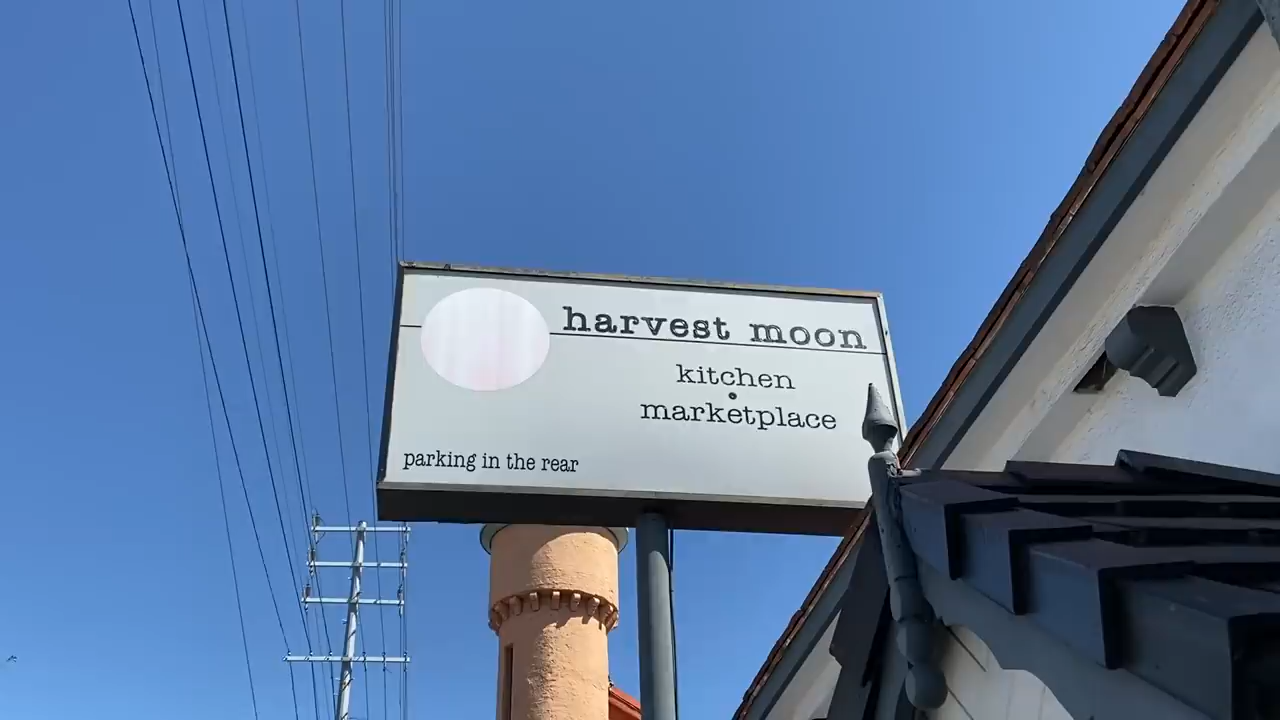 harvest moon
kitchen
•
marketplace
parking in the rear